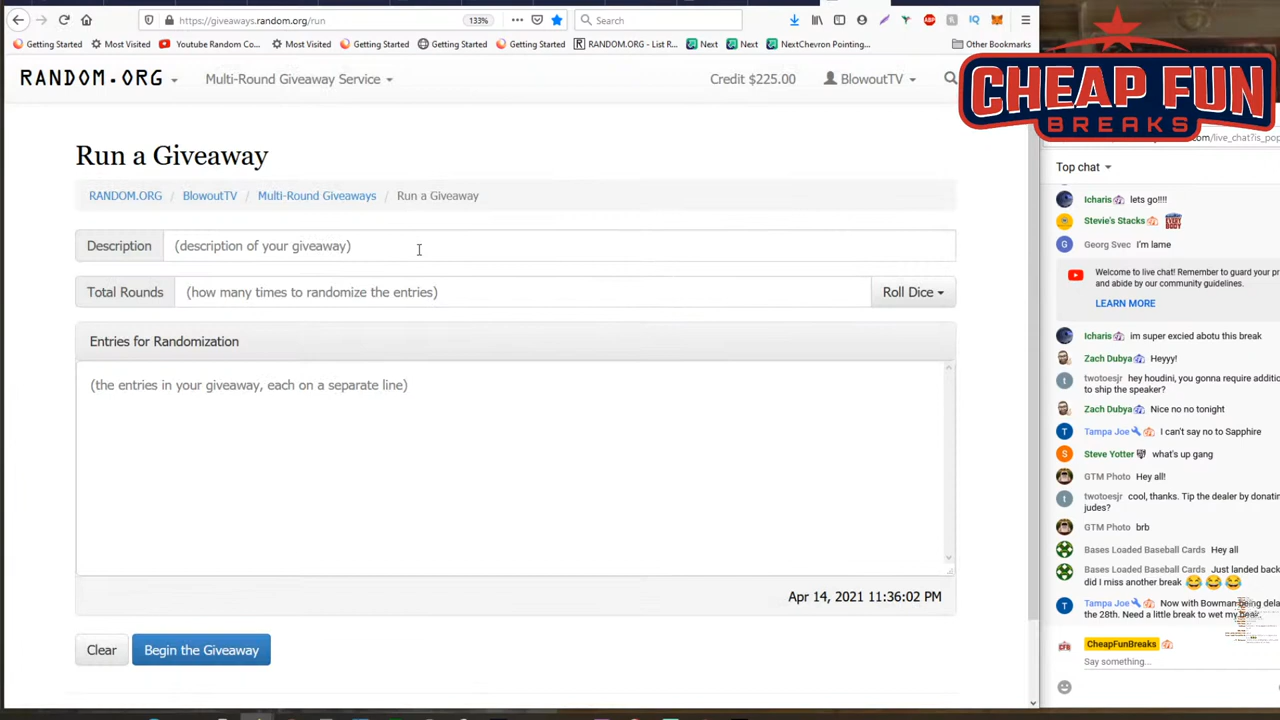 https://giveaways.random.org/run
133%
Search
Getting Started
Most Visited
Youtube Random Co...
Most Visited
Getting Started
Getting Started
Getting Started
RANDOM.ORG - List R...
Next
Next
NextChevron Pointing...
Other Bookmarks
RANDOM.ORG
Multi-Round Giveaway Service
Credit $225.00
BlowoutTV
Run a Giveaway
RANDOM.ORG / BlowoutTV / Multi-Round Giveaways / Run a Giveaway
Description
(description of your giveaway)
Total Rounds
(how many times to randomize the entries)
Roll Dice
Entries for Randomization
(the entries in your giveaway, each on a separate line)
Apr 14, 2021 11:36:02 PM
Clear
Begin the Giveaway
CHEAP FUN
BREAKS
com/live_chat?is_pop
Top chat
Icharis lets go!!!!
Stevie's Stacks
Georg Svec I'm lame
Welcome to live chat! Remember to guard your pr
and abide by our community guidelines.
LEARN MORE
Icharis im super excied abotu this break
Zach Dubya Heyyy!
twotoesjr hey houdini, you gonna require additio
to ship the speaker?
Zach Dubya Nice no no tonight
Tampa Joe I can't say no to Sapphire
Steve Yotter what's up gang
GTM Photo Hey all!
twotoesjr cool, thanks. Tip the dealer by donating
judes?
GTM Photo brb
Bases Loaded Baseball Cards Hey all
Bases Loaded Baseball Cards Just landed back
did I miss another break
Tampa Joe Now with Bowman being dela
the 28th. Need a little break to wet my beak.
CheapFunBreaks
Say something...